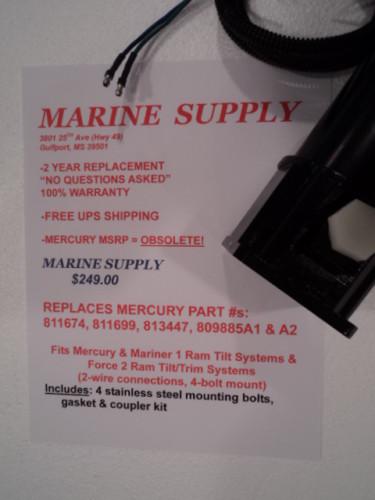 MARINE SUPPLY
3801 25TH Ave (Hwy 49)
Gulfport, MS 39501
-2 YEAR REPLACEMENT
"NO QUESTIONS ASKED"
100% WARRANTY
-FREE UPS SHIPPING
-MERCURY MSRP = OBSOLETE!
MARINE SUPPLY
$249.00
REPLACES MERCURY PART #s:
811674, 811699, 813447, 809885A1 & A2
Fits Mercury & Mariner 1 Ram Tilt Systems &
Force 2 Ram Tilt/Trim Systems
(2-wire connections, 4-bolt mount)
Includes: 4 stainless steel mounting bolts,
gasket & coupler kit